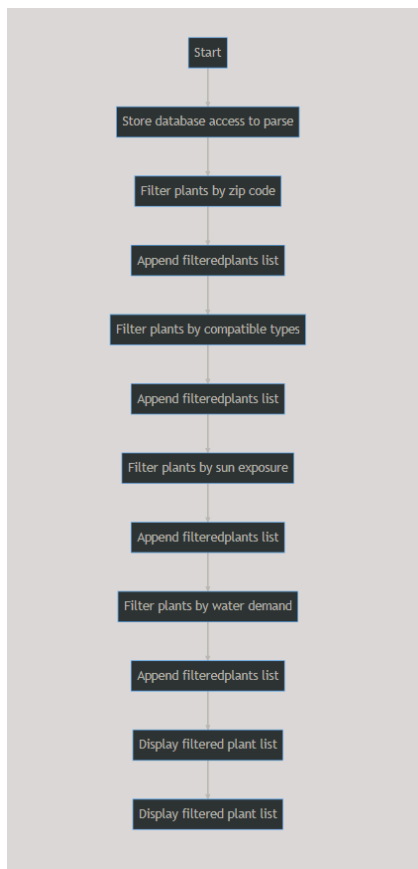 Start
Store database access to parse
Filter plants by zip code
Append filteredplants list
Filter plants by compatible types
Append filteredplants list
Filter plants by sun exposure
Append filteredplants list
Filter plants by water demand
Append filteredplants list
Display filtered plant list
Display filtered plant list